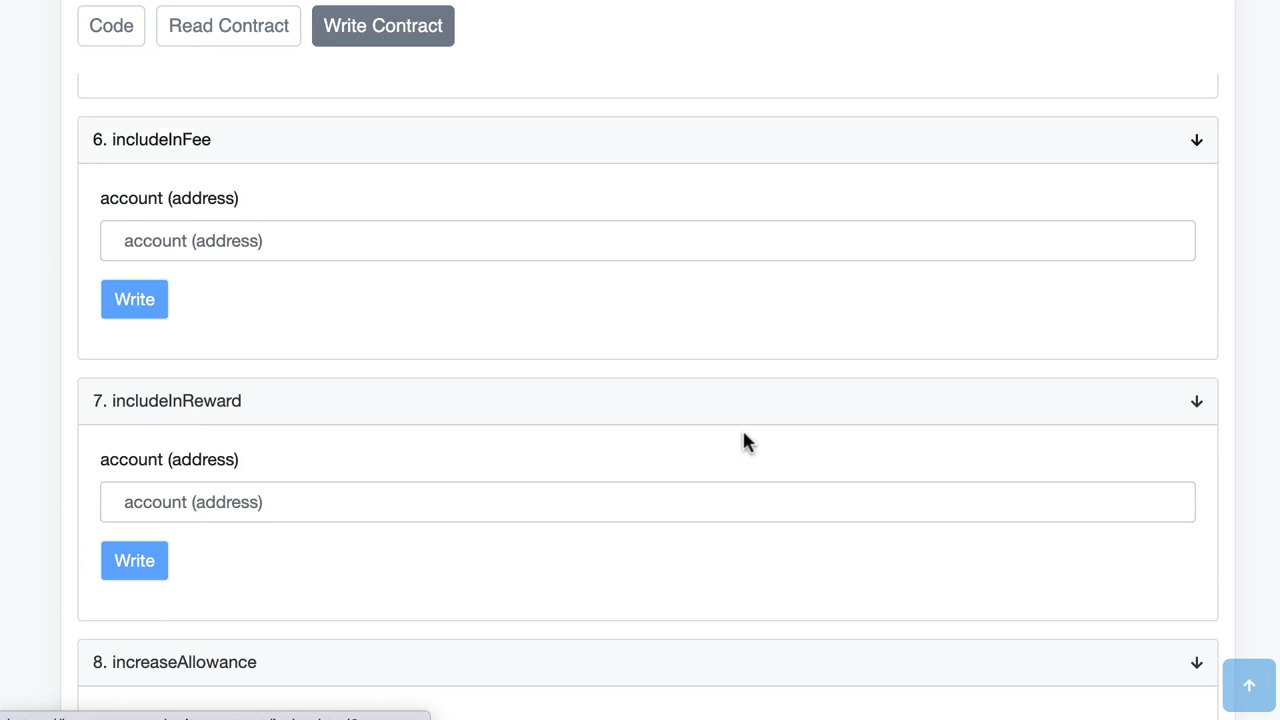 Code
Read Contract
Write Contract
6. includeInFee
account (address)
account (address)
Write
7. includeInReward
account (address)
account (address)
Write
8. increaseAllowance